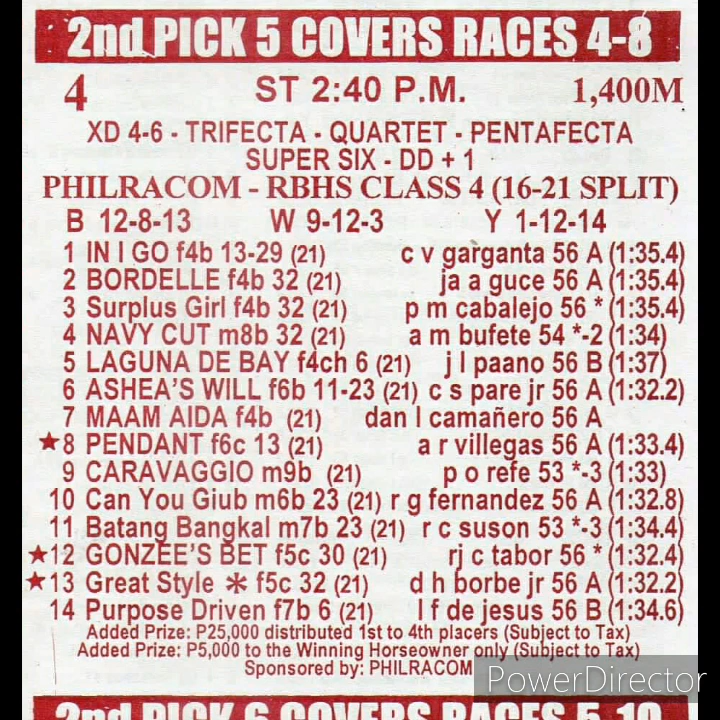 2nd PICK 5 COVERS RACES 4-8
4 ST 2:40 P.M. 1,400M
XD 4-6 - TRIFECTA - QUARTET - PENTAFECTA
SUPER SIX - DD + 1
PHILRACOM - RBHS CLASS 4 (16-21 SPLIT)
B 12-8-13 W 9-12-3 Y 1-12-14
1 IN I GO f4b 13-29 (21) c v garganta 56 A (1:35.4)
2 BORDELLE f4b 32 (21) ja a guce 56 A (1:35.4)
3 Surplus Girl f4b 32 (21) p m cabalejo 56 * (1:35.4)
4 NAVY CUT m8b 32 (21) a m bufete 54 *-2 (1:34)
5 LAGUNA DE BAY f4ch 6 (21) j l paano 56 B (1:37)
6 ASHEA'S WILL f6b 11-23 (21) c s pare jr 56 A (1:32.2)
7 MAAM AIDA f4b (21) dan l camañero 56 A
★8 PENDANT f6c 13 (21) a r villegas 56 A (1:33.4)
9 CARAVAGGIO m9b (21) p o refe 53 *-3 (1:33)
10 Can You Giub m6b 23 (21) r g fernandez 56 A (1:32.8)
11 Batang Bangkal m7b 23 (21) r c suson 53 *-3 (1:34.4)
★12 GONZEE'S BET f5c 30 (21) rj c tabor 56 * (1:32.4)
★13 Great Style * f5c 32 (21) d h borbe jr 56 A (1:32.2)
14 Purpose Driven f7b 6 (21) l f de jesus 56 B (1:34.6)
Added Prize: P25,000 distributed 1st to 4th placers (Subject to Tax)
Added Prize: P5,000 to the Winning Horseowner only (Subject to Tax)
Sponsored by: PHILRACOM
PowerDirector
2nd PICK 6 COVERS RACES 5-10